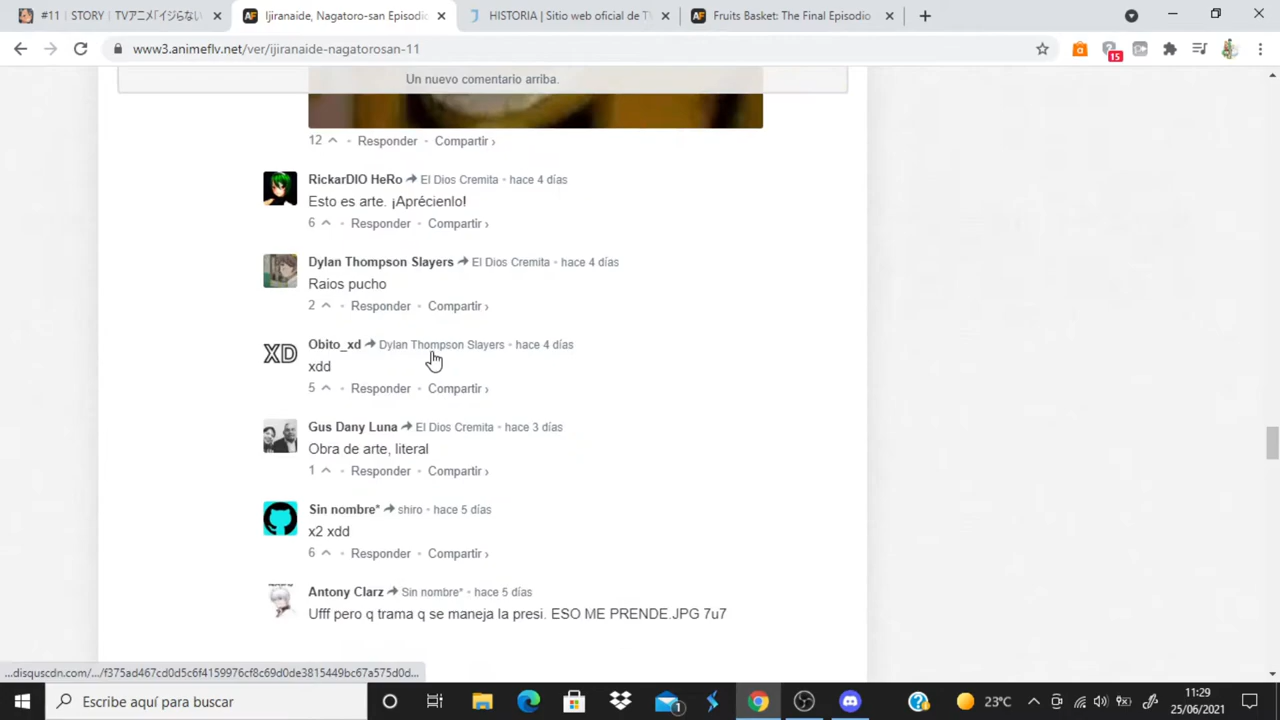 #11 | STORY | TVアニメ「イジらない
Ijiranaide, Nagatoro-san Episodic
HISTORIA | Sitio web oficial de TV
Fruits Basket: The Final Episodio
www3.animeflv.net/ver/ijiranaide-nagatorosan-11
15
Un nuevo comentario arriba.
12 • Responder • Compartir ›
RickarDIO HeRo El Dios Cremita • hace 4 días
Esto es arte. ¡Aprécienlo!
6 • Responder • Compartir ›
Dylan Thompson Slayers El Dios Cremita • hace 4 días
Raios pucho
2 • Responder • Compartir ›
XD
Obito_xd Dylan Thompson Slayers • hace 4 días
xdd
5 • Responder • Compartir ›
Gus Dany Luna El Dios Cremita • hace 3 días
Obra de arte, literal
1 • Responder • Compartir ›
Sin nombre* shiro • hace 5 días
x2 xdd
6 • Responder • Compartir ›
Antony Clarz Sin nombre* • hace 5 días
Ufff pero q trama q se maneja la presi. ESO ME PRENDE.JPG 7u7
...disquscdn.com/.../f375ad467cd0d5c6f4159976cf8c69d0de3815449bc67a575d0d...
Escribe aquí para buscar
1
23°C
11:29
25/06/2021